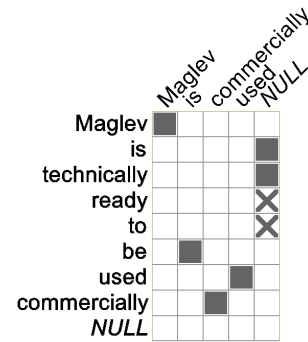 Maglev
is
commercially
used
NULL
Maglev
is
technically
ready
to
be
used
commercially
NULL